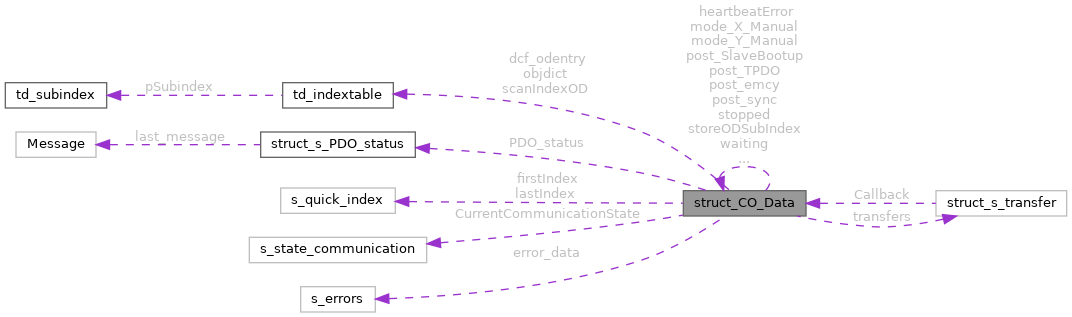 heartbeatError
mode_X_Manual
mode_Y_Manual
post_SlaveBootup
post_TPDO
post_emcy
post_sync
stopped
storeODSubIndex
waiting
...
dcf_odentry
objdict
scanIndexOD
td_subindex
pSubindex
td_indextable
Message
last_message
struct_s_PDO_status
PDO_status
s_quick_index
firstIndex
lastIndex
struct_CO_Data
Callback
transfers
struct_s_transfer
CurrentCommunicationState
s_state_communication
error_data
s_errors